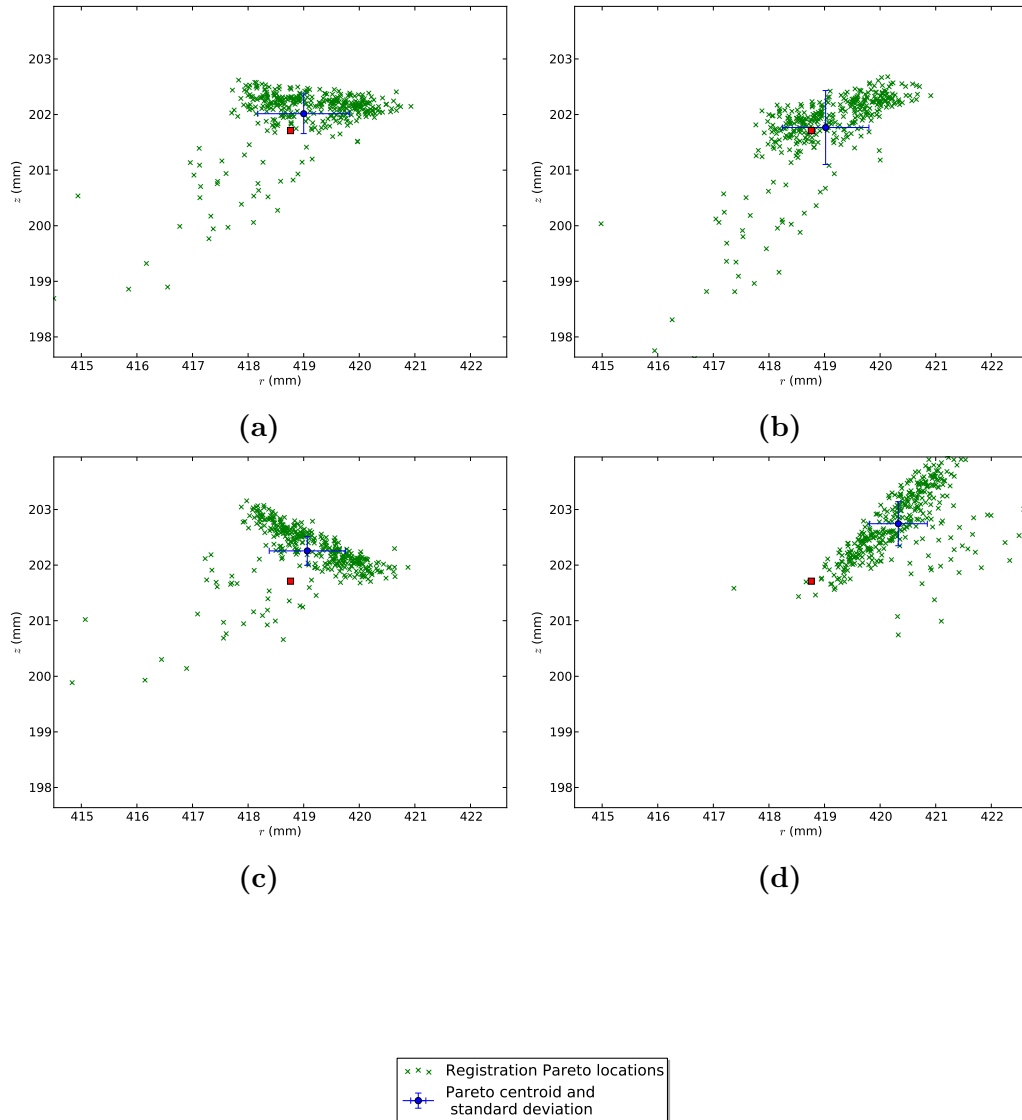 203
202
201
200
199
198
z (mm)
415 416 417 418 419 420 421 422
r (mm)
(a)
203
202
201
200
199
198
z (mm)
415 416 417 418 419 420 421 422
r (mm)
(b)
203
202
201
200
199
198
z (mm)
415 416 417 418 419 420 421 422
r (mm)
(c)
203
202
201
200
199
198
z (mm)
415 416 417 418 419 420 421 422
r (mm)
(d)
Registration Pareto locations
Pareto centroid and
standard deviation